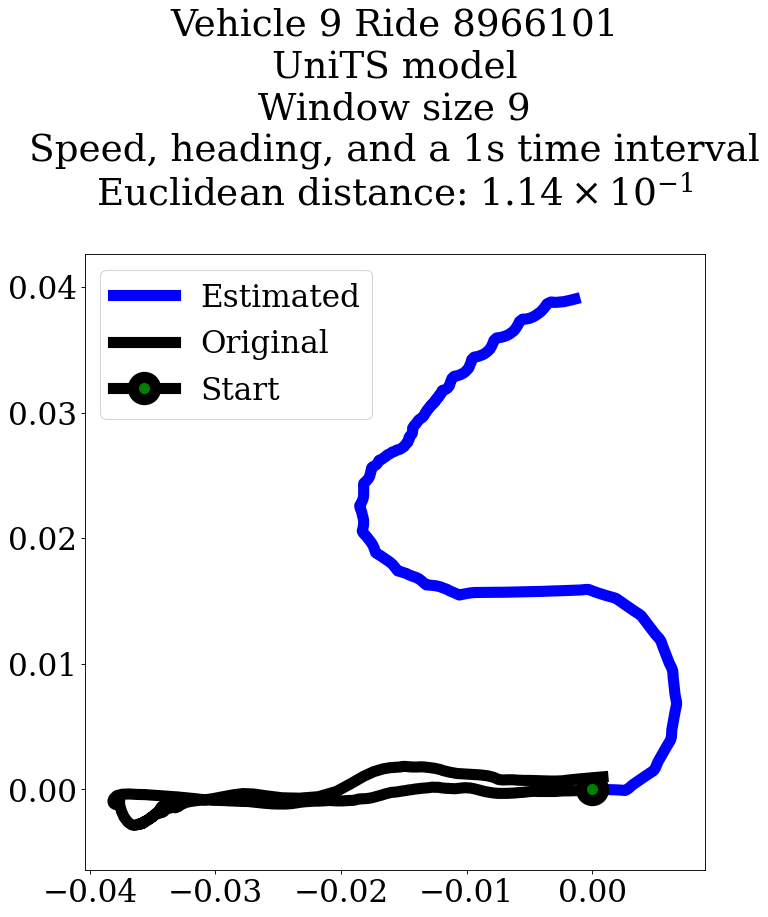 Vehicle 9 Ride 8966101
UniTS model
Window size 9
Speed, heading, and a 1s time interval
Euclidean distance: 1.14 × 10⁻¹
Estimated
Original
Start
0.04
0.03
0.02
0.01
0.00
−0.04 −0.03 −0.02 −0.01 0.00